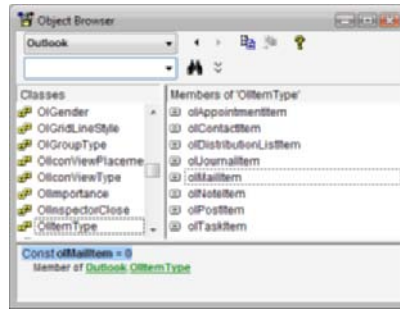 Object Browser
Outlook
Classes
Members of 'OlItemType'
OlGender
OlGridLineStyle
OlGroupType
OlIconViewPlaceme
OlIconViewType
OlImportance
OlInspectorClose
OlItemType
olAppointmentItem
olContactItem
olDistributionListItem
olJournalItem
olMailItem
olNoteItem
olPostItem
olTaskItem
Const olMailItem = 0
Member of Outlook.OlItemType